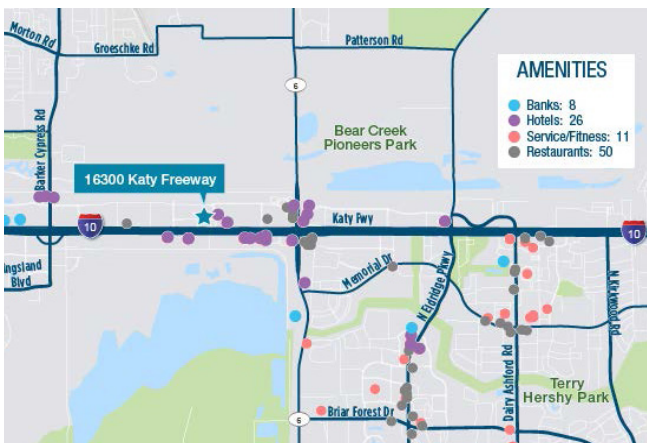 Morton Rd
Groeschke Rd
Patterson Rd
6
AMENITIES
Banks: 8
Hotels: 26
Service/Fitness: 11
Restaurants: 50
Barker Cypress Rd
Bear Creek
Pioneers Park
16300 Katy Freeway
Katy Fwy
10
10
ingsland
Blvd
Memorial Dr
N Eldridge Pkwy
N Kirkwood Rd
Dairy Ashford Rd
Terry
Hershy Park
Briar Forest Dr
6